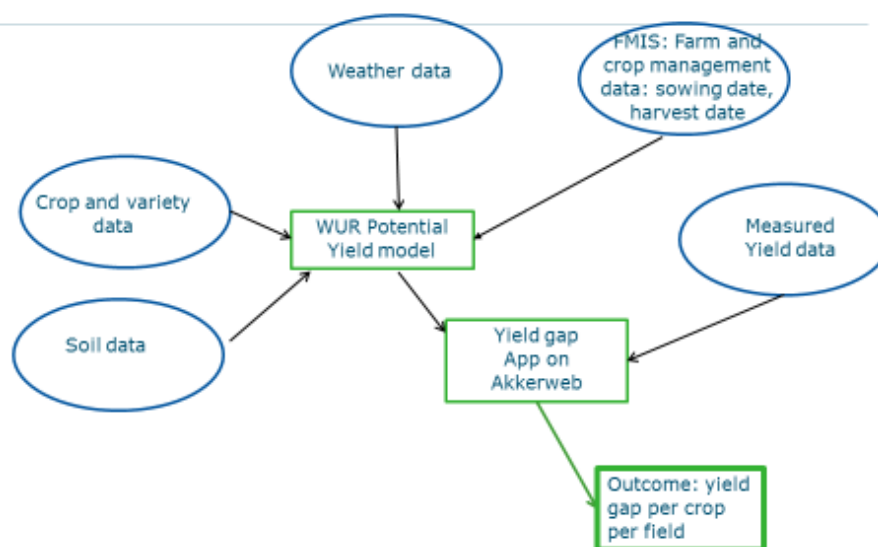 Weather data
FMIS: Farm and
crop management
data: sowing date,
harvest date
Crop and variety
data
WUR Potential
Yield model
Measured
Yield data
Soil data
Yield gap
App on
Akkerweb
Outcome: yield
gap per crop
per field